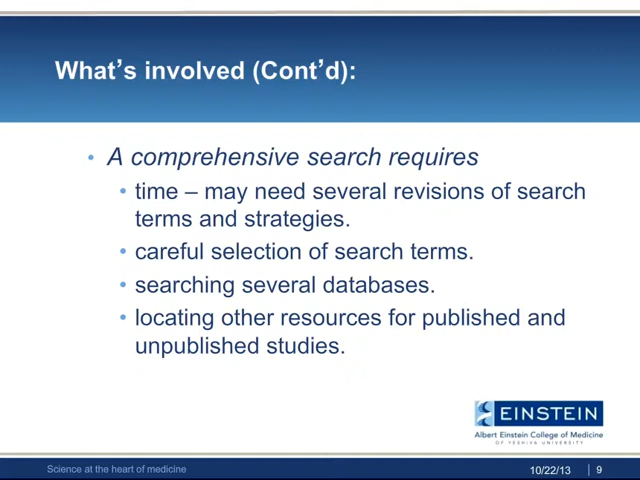 What's involved (Cont'd):
• A comprehensive search requires
• time – may need several revisions of search
terms and strategies.
• careful selection of search terms.
• searching several databases.
• locating other resources for published and
unpublished studies.
EINSTEIN
Albert Einstein College of Medicine
OF YESHIVA UNIVERSITY
Science at the heart of medicine
10/22/13 | 9